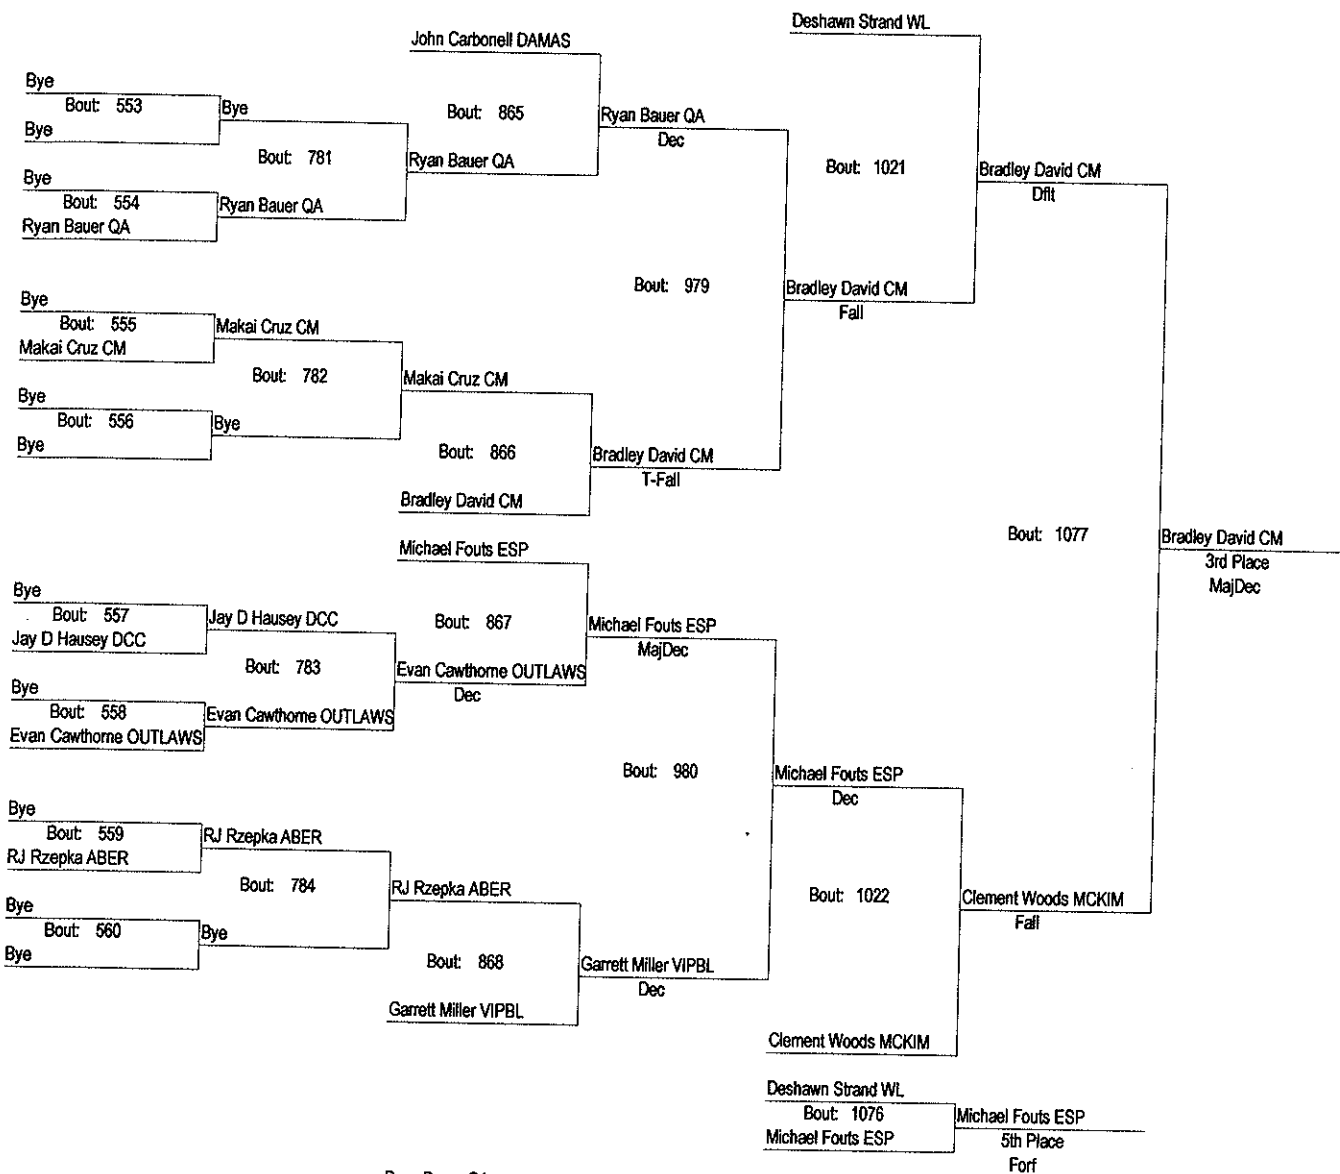 Deshawn Strand WL
John Carbonell DAMAS
Bye
Bout: 553
Bye
Bye
Bout: 865
Ryan Bauer QA
Dec
Bout: 781
Ryan Bauer QA
Bout: 1021
Bradley David CM
Dflt
Bye
Bout: 554
Ryan Bauer QA
Ryan Bauer QA
Bout: 979
Bradley David CM
Fall
Bye
Bout: 555
Makai Cruz CM
Makai Cruz CM
Bout: 782
Makai Cruz CM
Bye
Bout: 556
Bye
Bye
Bout: 866
Bradley David CM
T-Fall
Bradley David CM
Bout: 1077
Bradley David CM
3rd Place
MajDec
Michael Fouts ESP
Bye
Bout: 557
Jay D Hausey DCC
Jay D Hausey DCC
Bout: 867
Michael Fouts ESP
MajDec
Bout: 783
Evan Cawthorne OUTLAWS
Dec
Bye
Bout: 558
Evan Cawthorne OUTLAWS
Evan Cawthorne OUTLAWS
Bout: 980
Michael Fouts ESP
Dec
Bye
Bout: 559
RJ Rzepka ABER
RJ Rzepka ABER
Bout: 784
RJ Rzepka ABER
Bout: 1022
Clement Woods MCKIM
Fall
Bye
Bout: 560
Bye
Bye
Bout: 868
Garrett Miller VIPBL
Dec
Garrett Miller VIPBL
Clement Woods MCKIM
Deshawn Strand WL
Bout: 1076
Michael Fouts ESP
Michael Fouts ESP
5th Place
Forf